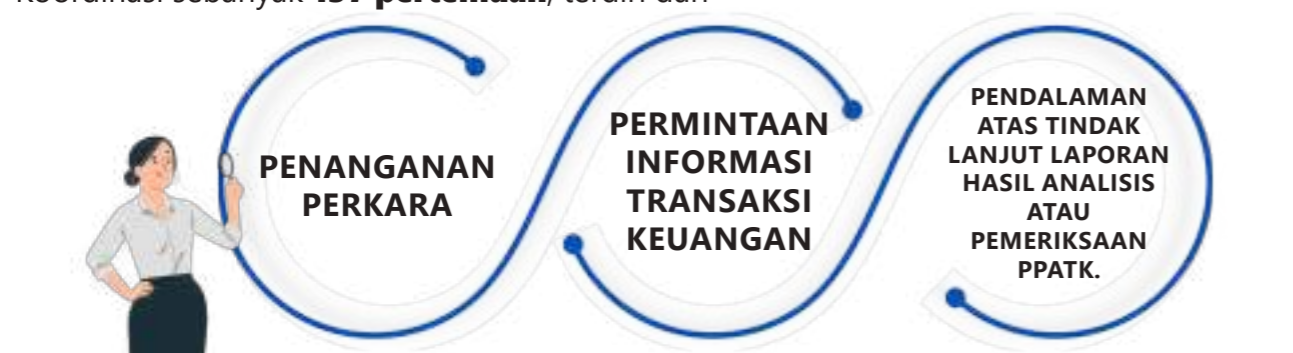 PENANGANAN
PERKARA
PERMINTAAN
INFORMASI
TRANSAKSI
KEUANGAN
PENDALAMAN
ATAS TINDAK
LANJUT LAPORAN
HASIL ANALISIS
ATAU
PEMERIKSAAN
PPATK.